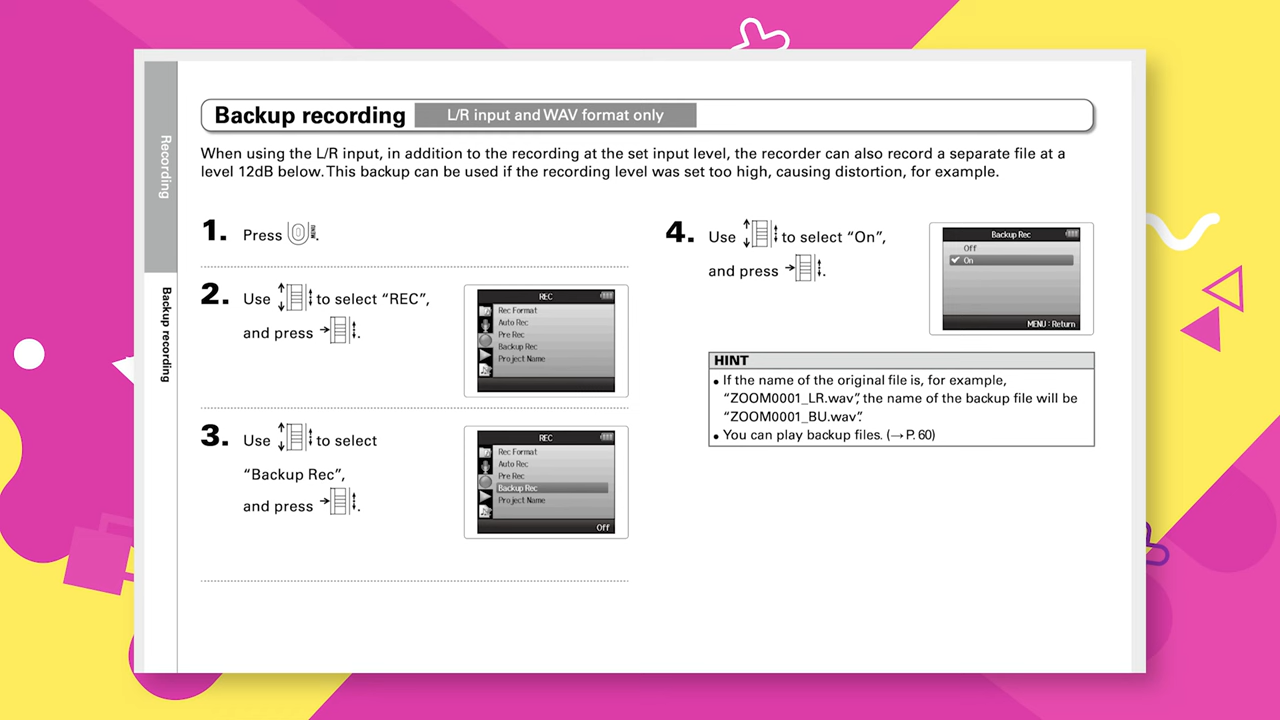 Recording
Backup recording
Backup recording
L/R input and WAV format only
When using the L/R input, in addition to the recording at the set input level, the recorder can also record a separate file at a
level 12dB below. This backup can be used if the recording level was set too high, causing distortion, for example.
1. Press MENU.
2. Use to select “REC”,
and press .
REC
Rec Format
Auto Rec
Pre Rec
Backup Rec
Project Name
3. Use to select
“Backup Rec”,
and press .
REC
Rec Format
Auto Rec
Pre Rec
Backup Rec
Project Name
Off
4. Use to select “On”,
and press .
Backup Rec
Off
On
MENU : Return
HINT
• If the name of the original file is, for example,
“ZOOM0001_LR.wav”, the name of the backup file will be
“ZOOM0001_BU.wav”.
• You can play backup files. (→ P. 60)